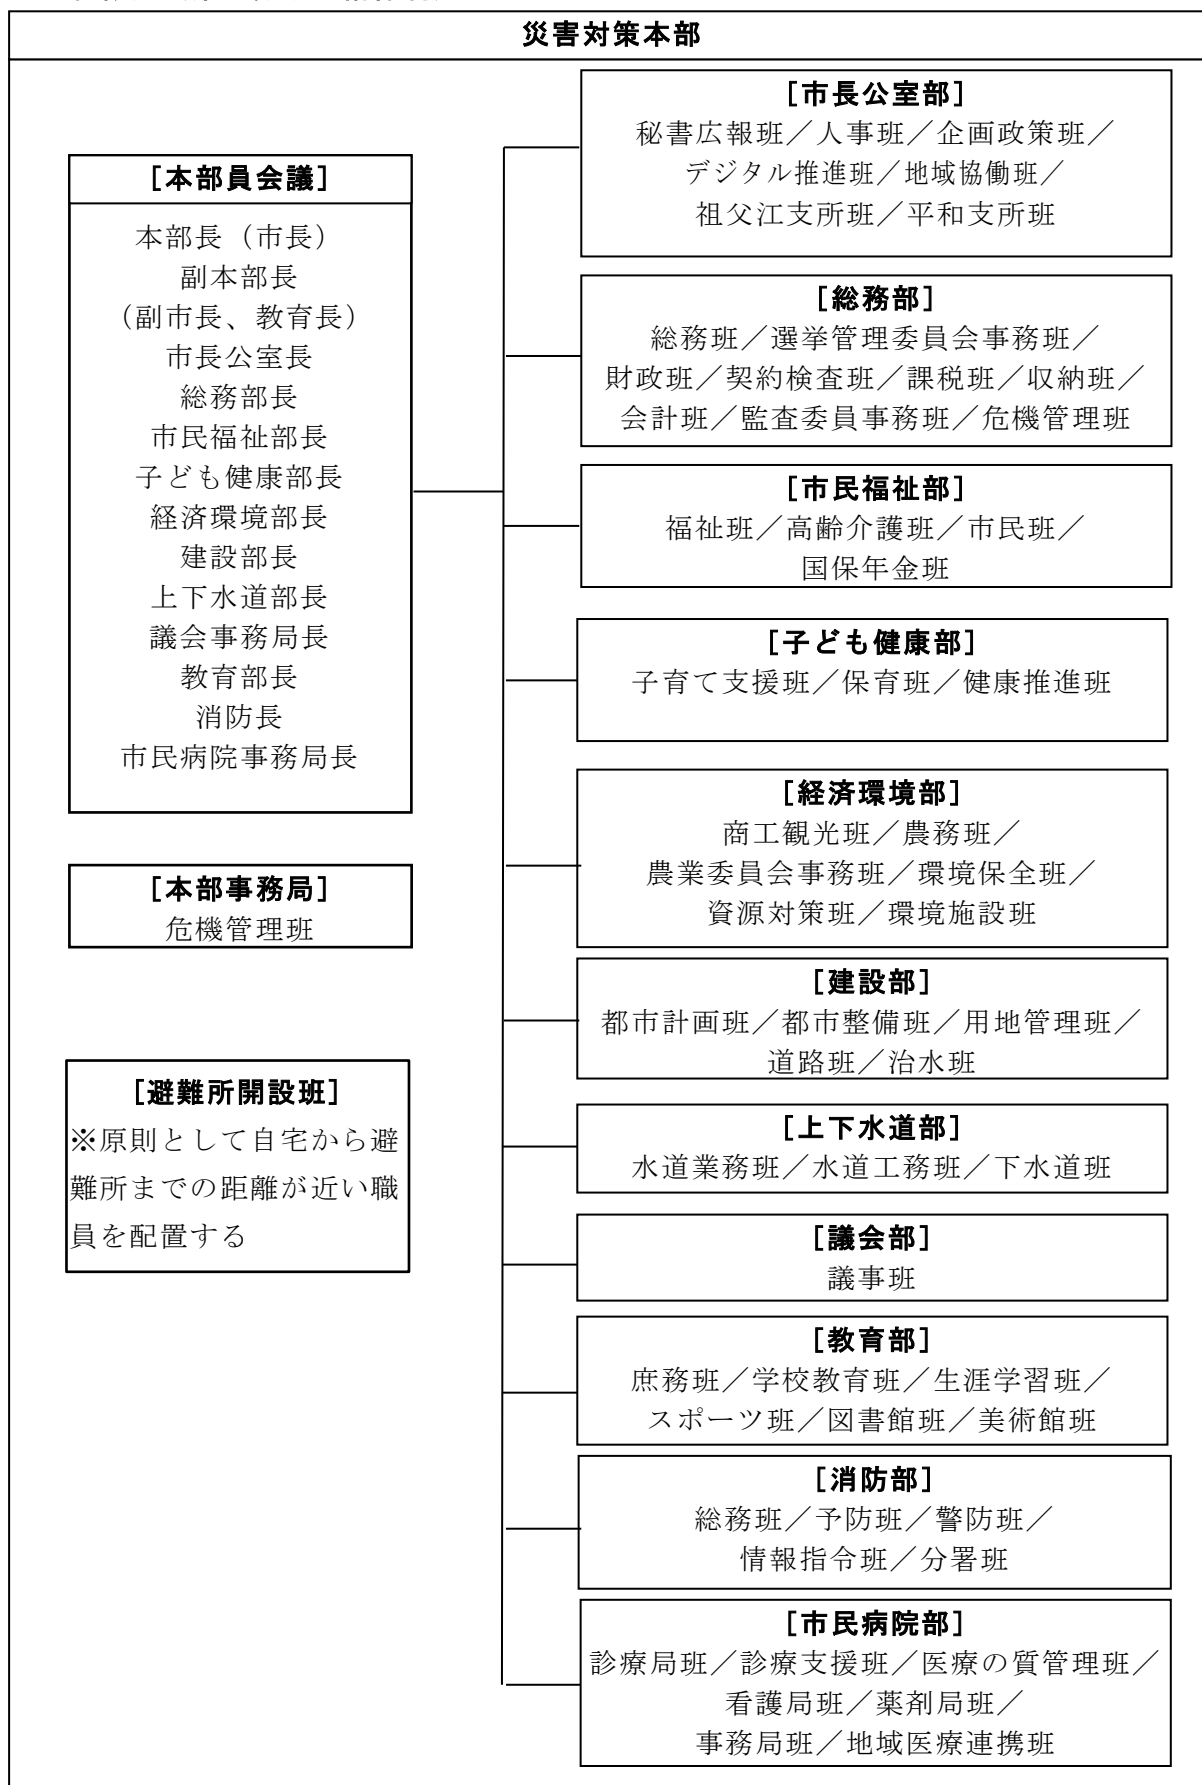 災害対策本部
［本部員会議］
本部長（市長）
副本部長
（副市長、教育長）
市長公室長
総務部長
市民福祉部長
子ども健康部長
経済環境部長
建設部長
上下水道部長
議会事務局長
教育部長
消防長
市民病院事務局長
［本部事務局］
危機管理班
［避難所開設班］
※原則として自宅から避
難所までの距離が近い職
員を配置する
［市長公室部］
秘書広報班／人事班／企画政策班／
デジタル推進班／地域協働班／
祖父江支所班／平和支所班
［総務部］
総務班／選挙管理委員会事務班／
財政班／契約検査班／課税班／収納班／
会計班／監査委員事務班／危機管理班
［市民福祉部］
福祉班／高齢介護班／市民班／
国保年金班
［子ども健康部］
子育て支援班／保育班／健康推進班
［経済環境部］
商工観光班／農務班／
農業委員会事務班／環境保全班／
資源対策班／環境施設班
［建設部］
都市計画班／都市整備班／用地管理班／
道路班／治水班
［上下水道部］
水道業務班／水道工務班／下水道班
［議会部］
議事班
［教育部］
庶務班／学校教育班／生涯学習班／
スポーツ班／図書館班／美術館班
［消防部］
総務班／予防班／警防班／
情報指令班／分署班
［市民病院部］
診療局班／診療支援班／医療の質管理班／
看護局班／薬剤局班／
事務局班／地域医療連携班